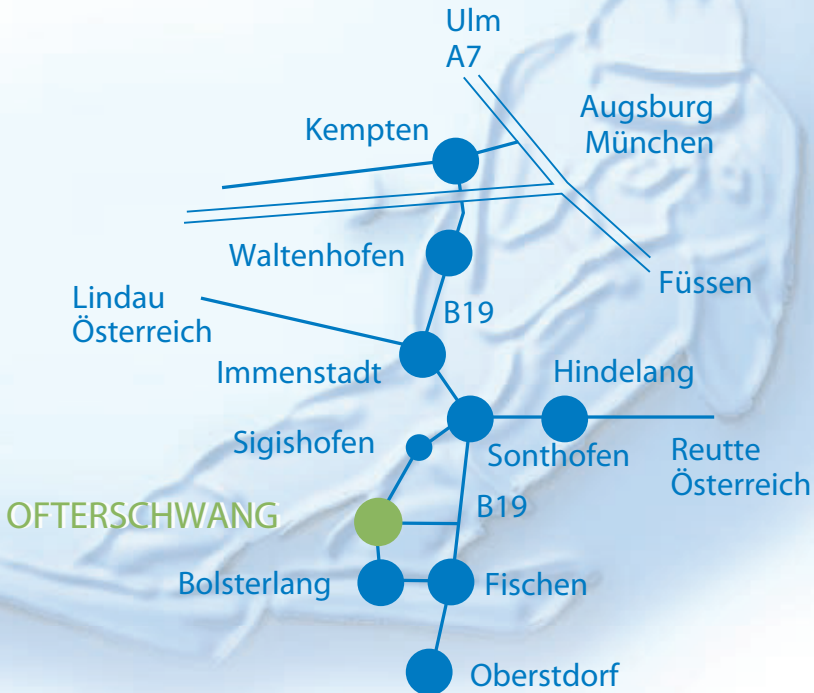 Ulm
A7
Augsburg
München
Kempten
Waltenhofen
Füssen
Lindau
Österreich
B19
Immenstadt
Hindelang
Sigishofen
Sonthofen
Reutte
Österreich
OFTERSCHWANG
B19
Bolsterlang
Fischen
Oberstdorf